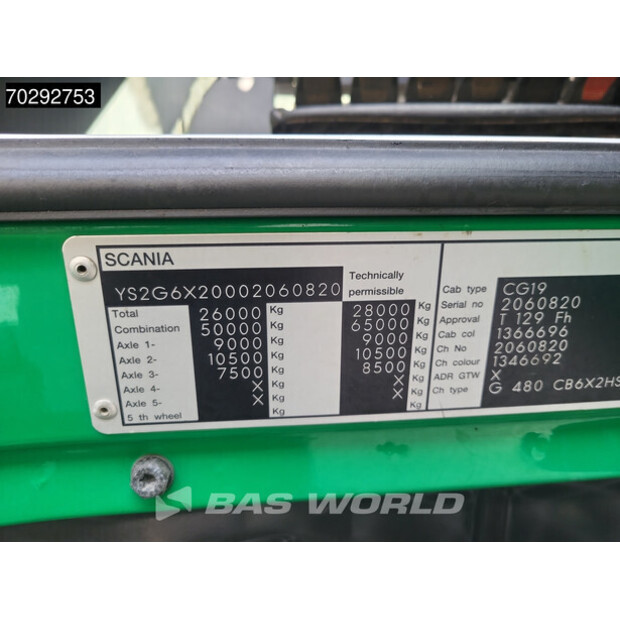 70292753
SCANIA
YS2G6X20002060820
Technically
permissible
Total 26000 Kg 28000 Kg
Combination 50000 Kg 65000 Kg
Axle 1- 9000 Kg 9000 Kg
Axle 2- 10500 Kg 10500 Kg
Axle 3- 7500 Kg 8500 Kg
Axle 4- X Kg X Kg
Axle 5- X Kg X Kg
5 th wheel Kg Kg
Cab type CG19
Serial no 2060820
Approval T 129 Fh
Cab col 1366696
Ch No 2060820
Ch colour 1346692
ADR GTW X
Ch type G 480 CB6X2HS
BAS WORLD